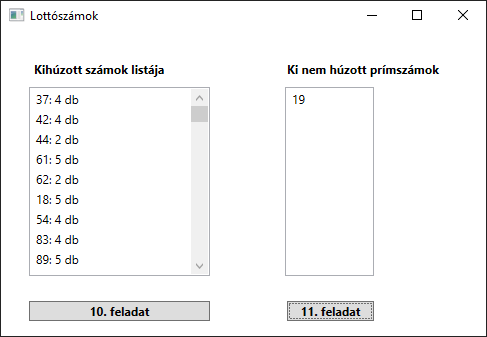 Lottószámok
Kihúzott számok listája
37: 4 db
42: 4 db
44: 2 db
61: 5 db
62: 2 db
18: 5 db
54: 4 db
83: 4 db
89: 5 db
10. feladat
Ki nem húzott prímszámok
19
11. feladat